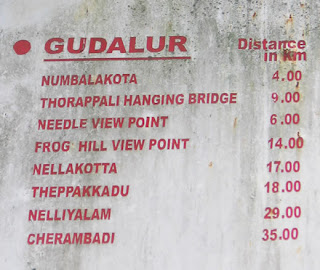 GUDALUR Distance
in Km
NUMBALAKOTA 4.00
THORAPPALI HANGING BRIDGE 9.00
NEEDLE VIEW POINT 6.00
FROG HILL VIEW POINT 14.00
NELLAKOTTA 17.00
THEPPAKKADU 18.00
NELLIYALAM 29.00
CHERAMBADI 35.00